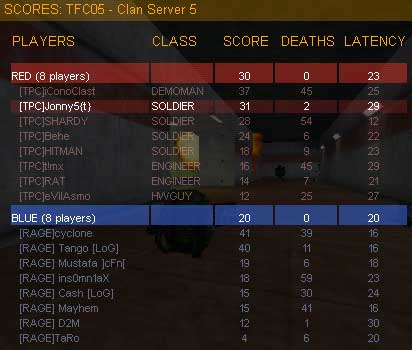 SCORES: TFC05 - Clan Server 5
PLAYERS CLASS SCORE DEATHS LATENCY
RED (8 players) 30 0 23
[TPC]iConoClast DEMOMAN 37 45 25
[TPC]Jonny5{t} SOLDIER 31 2 29
[TPC]SHARDY SOLDIER 28 54 12
[TPC]Behe SOLDIER 24 6 22
[TPC]HITMAN SOLDIER 18 9 23
[TPC]t!mx ENGINEER 16 45 29
[TPC]RAT ENGINEER 14 7 21
[TPC]eVilAsmo HWGUY 12 25 27
BLUE (8 players) 20 0 20
[RAGE]cyclone 41 39 16
[RAGE] Tango [LoG] 40 11 16
[RAGE] Mustafa ]cFn[ 19 6 18
[RAGE] ins0mn1aX 18 59 23
[RAGE] Cash [LoG] 15 30 24
[RAGE] Mayhem 15 41 16
[RAGE] D2M 12 1 30
[RAGE]TaRo 4 6 20